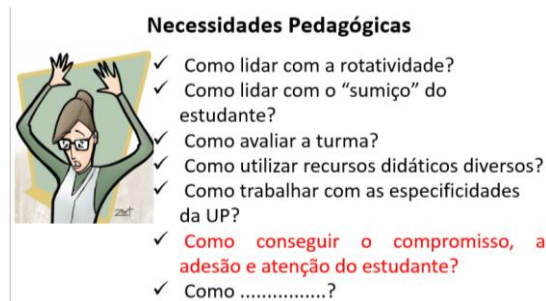 Necessidades Pedagógicas
✓ Como lidar com a rotatividade?
✓ Como lidar com o “sumiço” do
estudante?
✓ Como avaliar a turma?
✓ Como utilizar recursos didáticos diversos?
✓ Como trabalhar com as especificidades
da UP?
✓ Como conseguir o compromisso, a
adesão e atenção do estudante?
✓ Como ................?